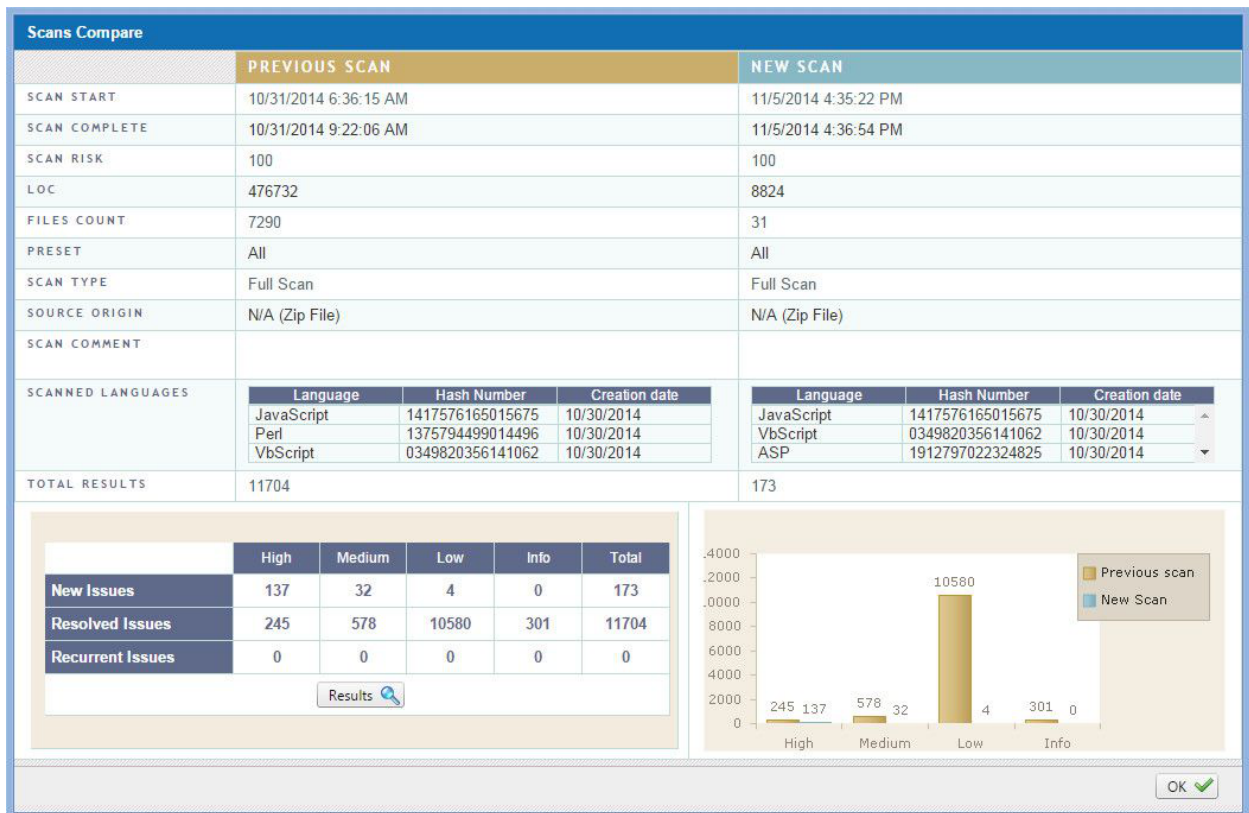 Scans Compare
PREVIOUS SCAN NEW SCAN
SCAN START 10/31/2014 6:36:15 AM 11/5/2014 4:35:22 PM
SCAN COMPLETE 10/31/2014 9:22:06 AM 11/5/2014 4:36:54 PM
SCAN RISK 100 100
LOC 476732 8824
FILES COUNT 7290 31
PRESET All All
SCAN TYPE Full Scan Full Scan
SOURCE ORIGIN N/A (Zip File) N/A (Zip File)
SCAN COMMENT
SCANNED LANGUAGES Language Hash Number Creation date Language Hash Number Creation date
JavaScript 1417576165015675 10/30/2014 JavaScript 1417576165015675 10/30/2014
Perl 1375794499014496 10/30/2014 VbScript 0349820356141062 10/30/2014
VbScript 0349820356141062 10/30/2014 ASP 1912797022324825 10/30/2014
TOTAL RESULTS 11704 173
High Medium Low Info Total
New Issues 137 32 4 0 173
Resolved Issues 245 578 10580 301 11704
Recurrent Issues 0 0 0 0 0
Results
.4000
.2000
.0000
8000
6000
4000
2000
0
245 137 578 32 10580 4 301 0
High Medium Low Info
Previous scan
New Scan
OK